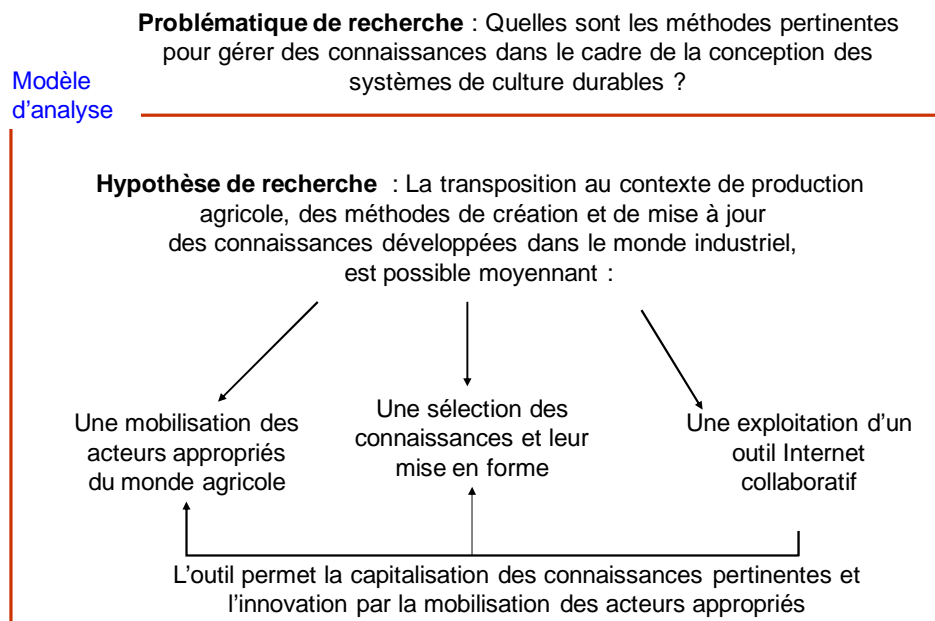 Problématique de recherche : Quelles sont les méthodes pertinentes
pour gérer des connaissances dans le cadre de la conception des
systèmes de culture durables ?
Modèle
d'analyse
Hypothèse de recherche : La transposition au contexte de production
agricole, des méthodes de création et de mise à jour
des connaissances développées dans le monde industriel,
est possible moyennant :
Une mobilisation des
acteurs appropriés
du monde agricole
Une sélection des
connaissances et leur
mise en forme
Une exploitation d'un
outil Internet
collaboratif
L'outil permet la capitalisation des connaissances pertinentes et
l'innovation par la mobilisation des acteurs appropriés